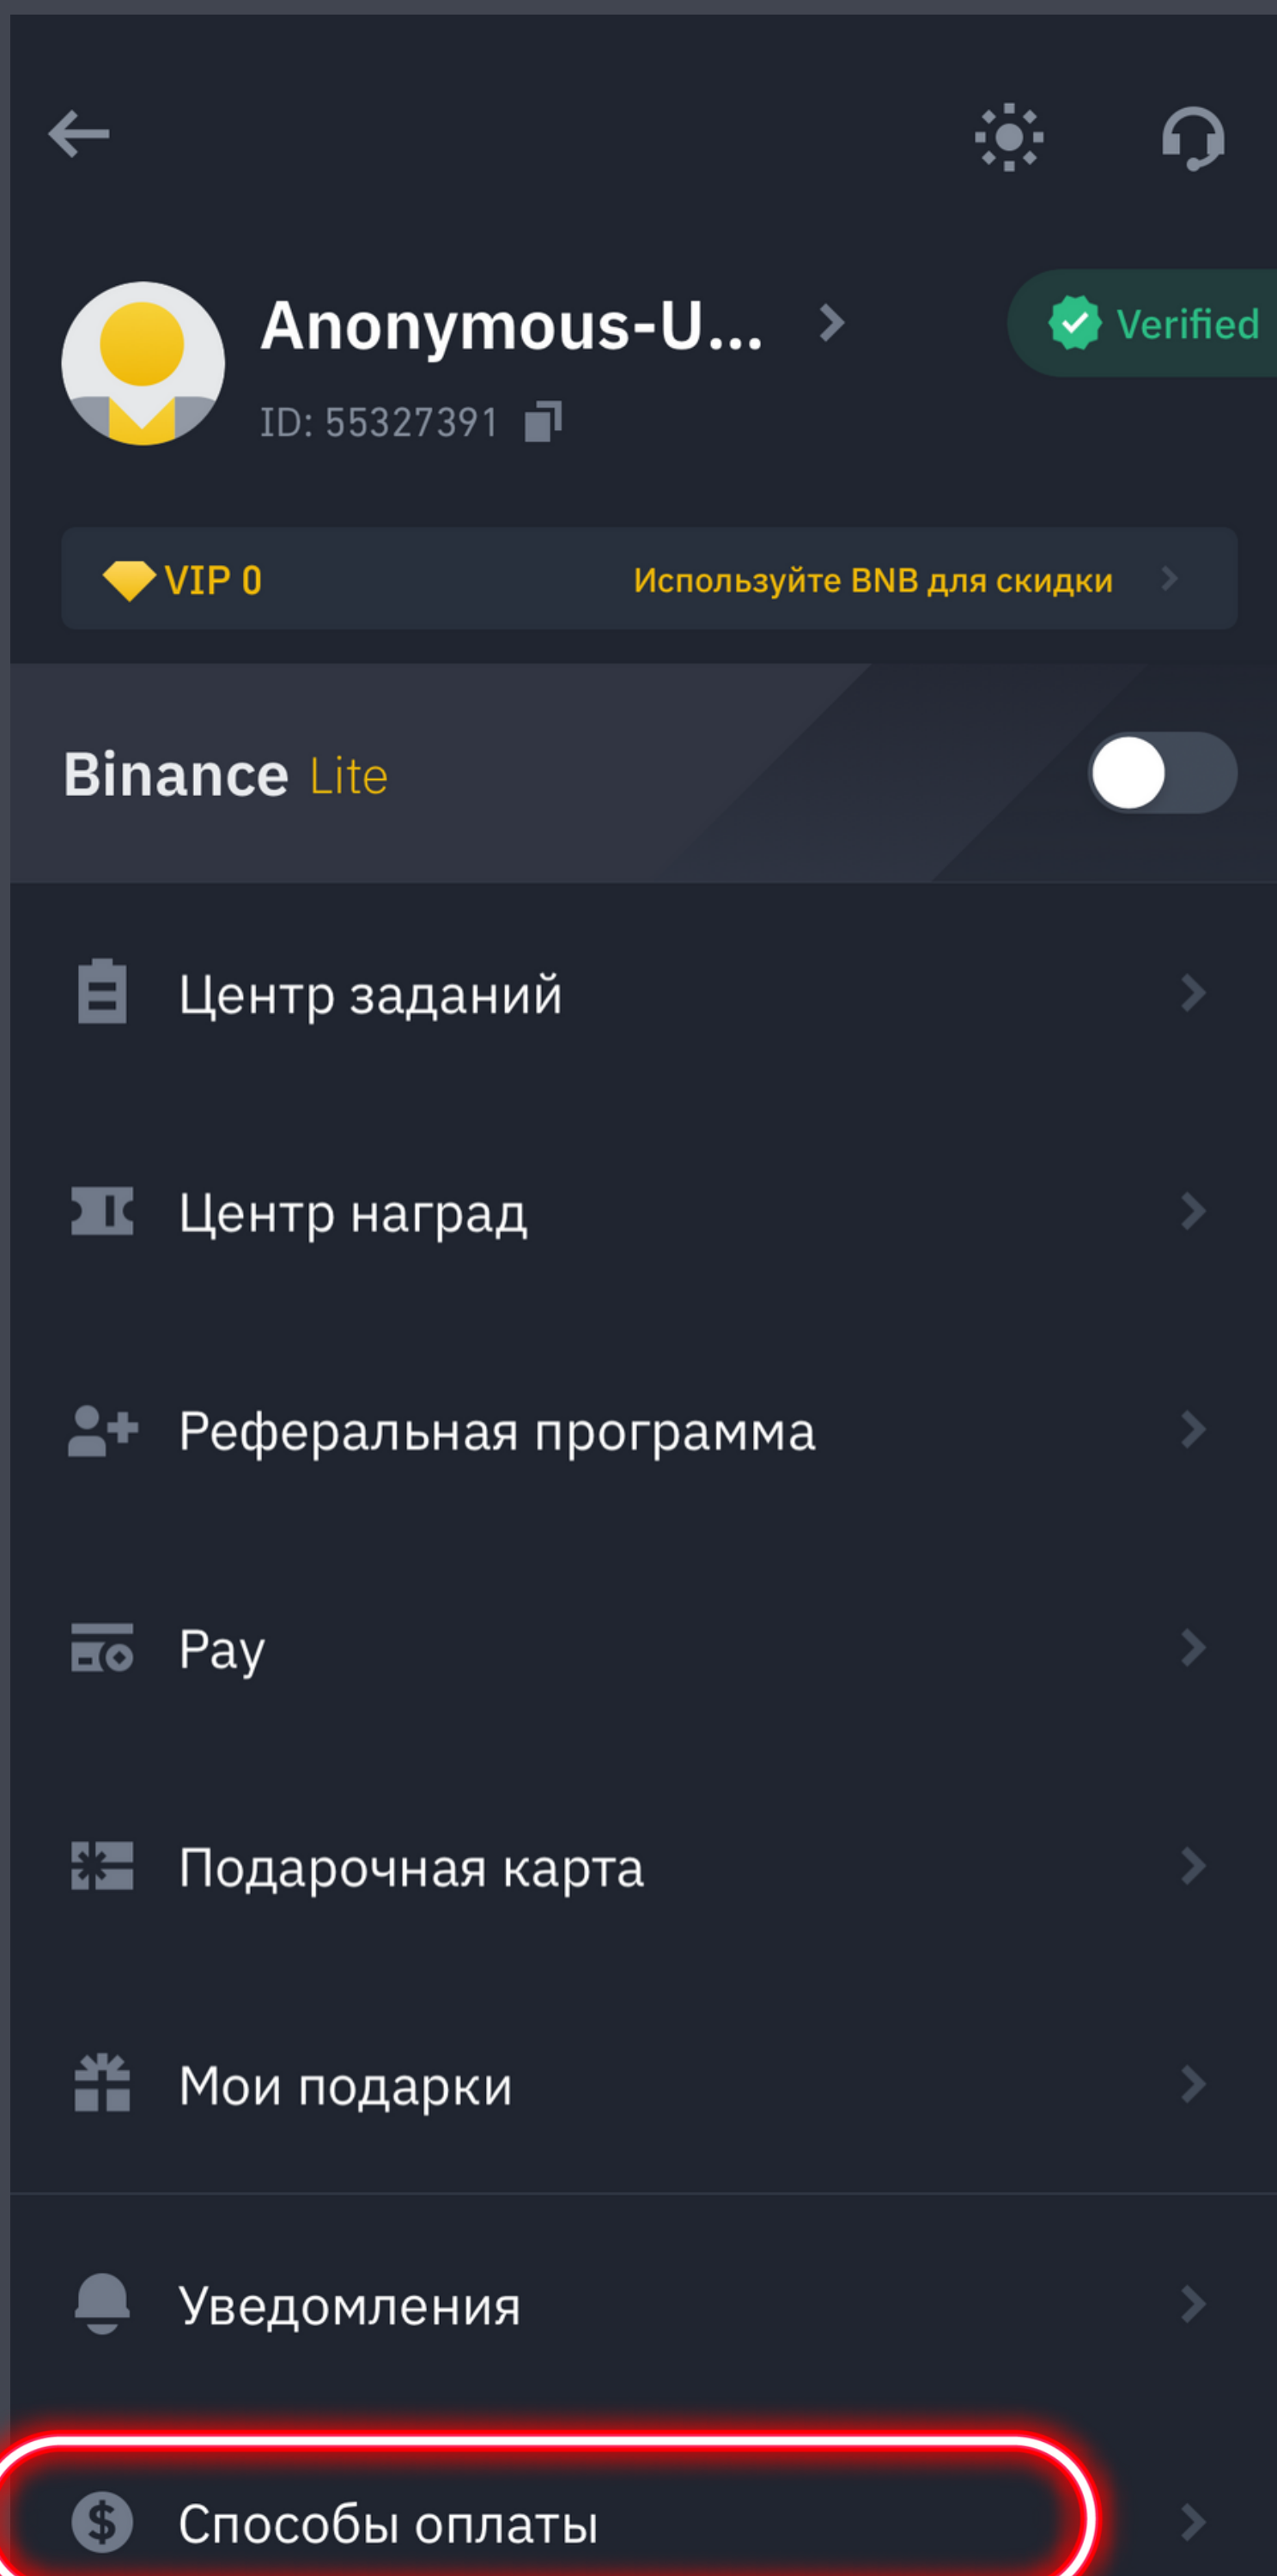 Anonymous-U...
Verified
ID: 55327391
VIP 0
Используйте BNB для скидки
Binance Lite
Центр заданий
Центр наград
Реферальная программа
Pay
Подарочная карта
Мои подарки
Уведомления
Способы оплаты